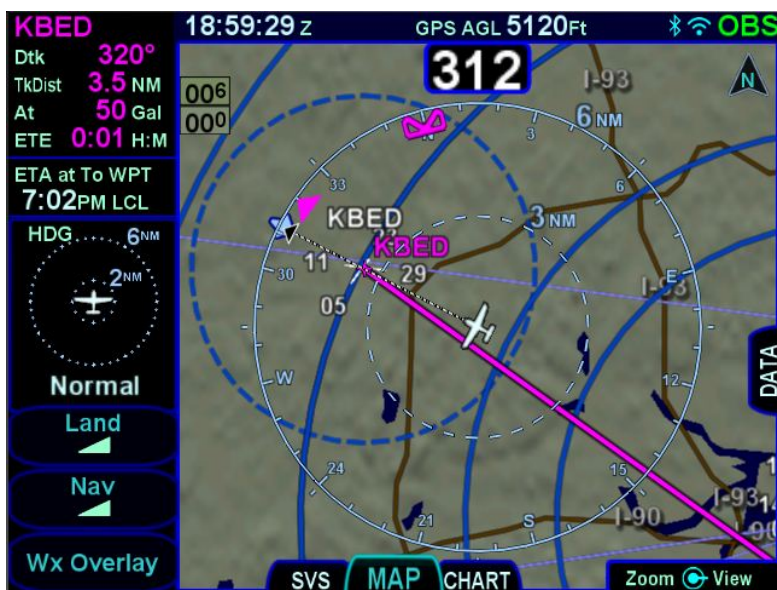 KBED
Dtk 320°
TkDist 3.5 NM
At 50 Gal
ETE 0:01 H:M
ETA at To WPT
7:02PM LCL
HDG
6NM
2NM
Normal
Land
Nav
Wx Overlay
18:59:29 Z
GPS AGL 5120Ft
OBS
006
000
312
N
I-93
6 NM
N
3
33
6
KBED
3 NM
KBED
11
29
30
E
I-93
05
W
12
DATA
24
15
21
S
I-90
I-93
SVS
MAP
CHART
Zoom
View